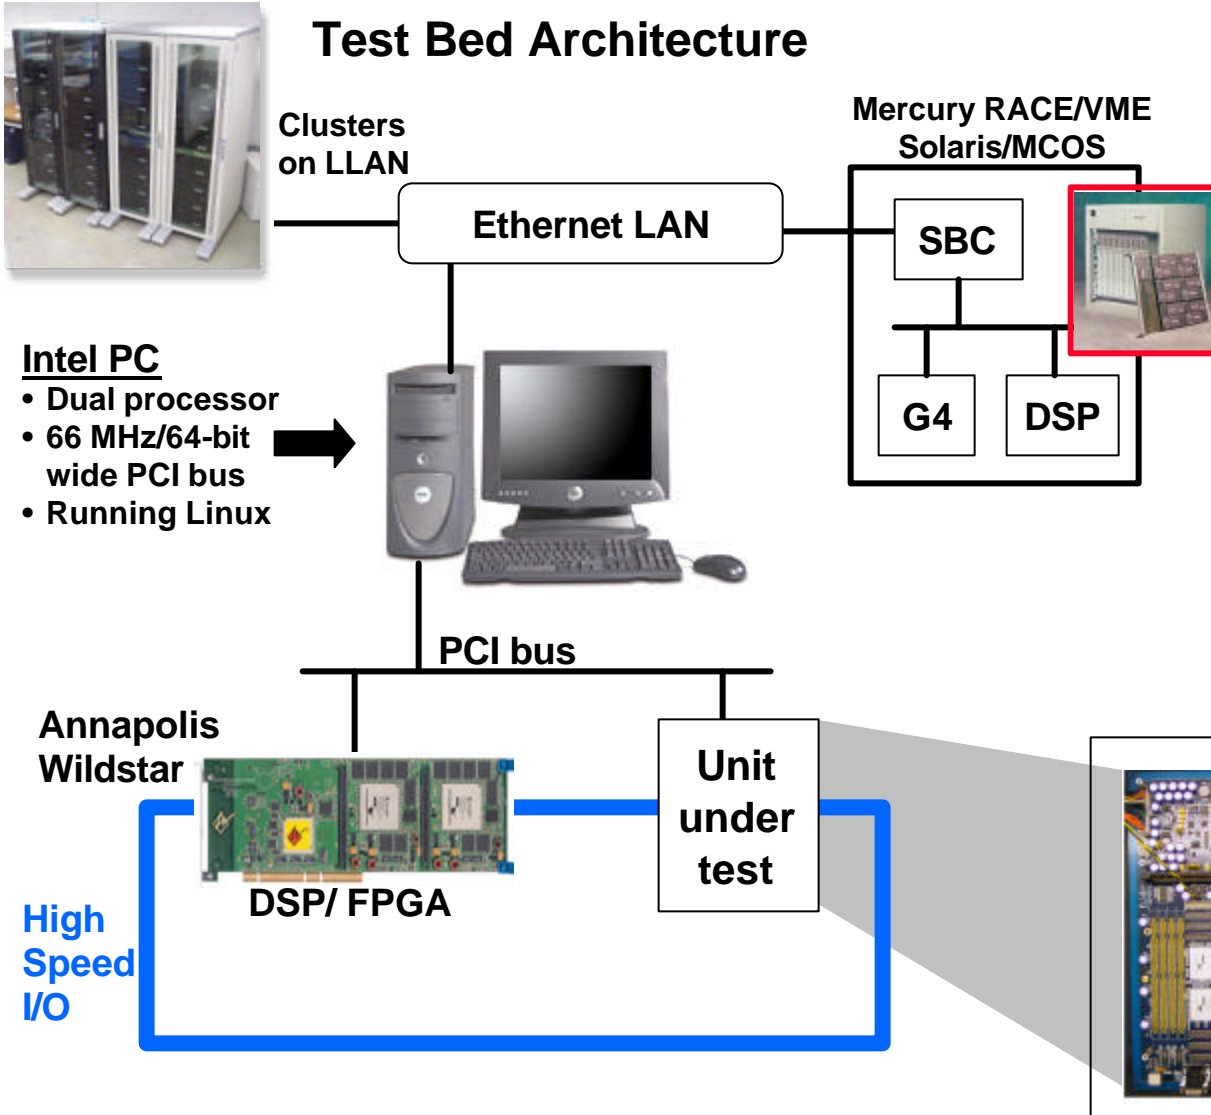 Test Bed Architecture
Clusters
on LLAN
Mercury RACE/VME
Solaris/MCOS
Ethernet LAN
SBC
G4
DSP
Intel PC
• Dual processor
• 66 MHz/64-bit
wide PCI bus
• Running Linux
PCI bus
Annapolis
Wildstar
DSP/ FPGA
Unit
under
test
High
Speed
I/O